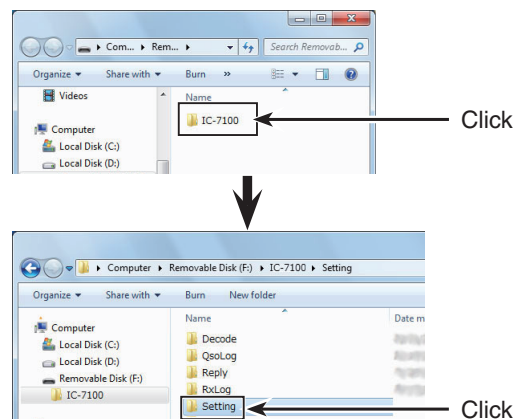 Com... Rem...
Search Removab...
Organize Share with Burn »
Videos
Name
IC-7100
Click
Computer
Local Disk (C:)
Local Disk (D:)
Computer Removable Disk (F:) IC-7100 Setting
Organize Share with Burn New folder
Name Date m
Computer
Decode
Local Disk (C:)
QsoLog
Local Disk (D:)
Reply
Removable Disk (F:)
RxLog
IC-7100
Setting
Click